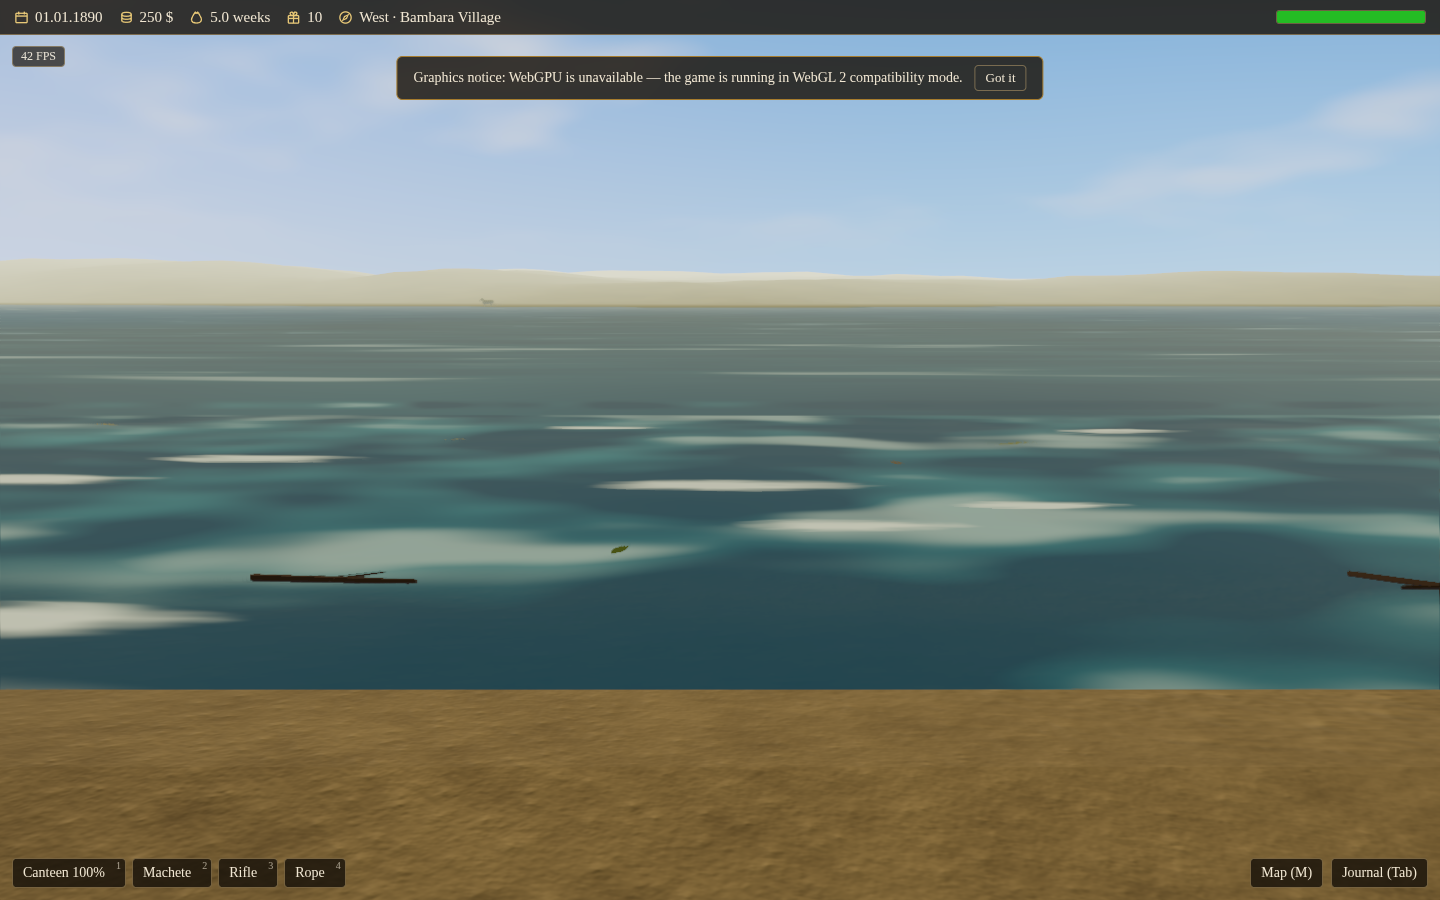 01.01.1890 250 $ 5.0 weeks 10 West · Bambara Village
42 FPS
Graphics notice: WebGPU is unavailable — the game is running in WebGL 2 compatibility mode. Got it
Canteen 100% 1 Machete 2 Rifle 3 Rope 4 Map (M) Journal (Tab)